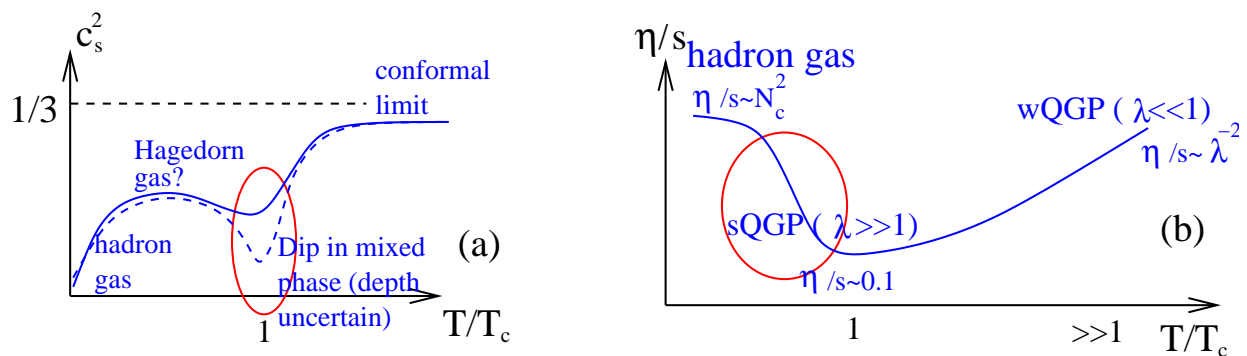 c_s^2
1/3
conformal
limit
Hagedorn
gas?
hadron
gas
(a)
Dip in mixed
phase (depth
uncertain)
1
T/T_c
η/s
hadron gas
η /s~N_c^2
wQGP ( λ<<1)
η /s~ λ^-2
sQGP ( λ >>1)
(b)
η /s~0.1
1
>>1
T/T_c